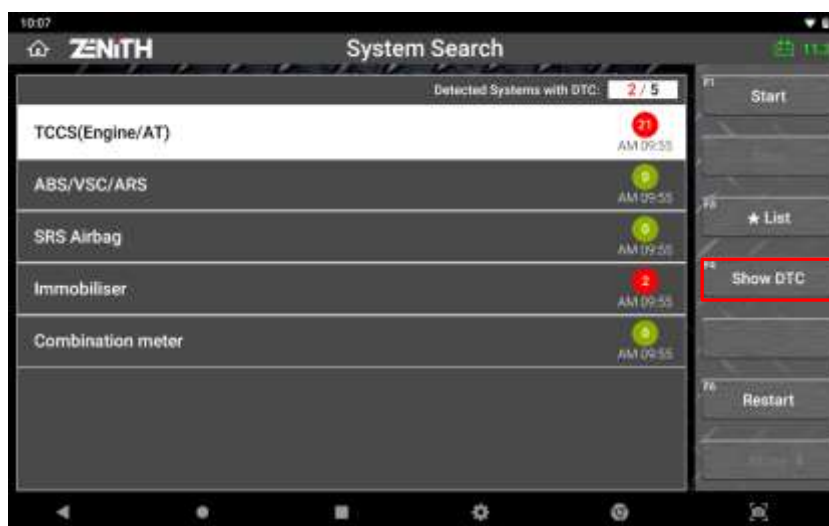 10:07
ZENITH
System Search
Detected Systems with DTC: 2 / 5
TCCS(Engine/AT)
21
AM 09:55
ABS/VSC/ARS
0
AM 09:55
SRS Airbag
0
AM 09:55
Immobiliser
2
AM 09:55
Combination meter
0
AM 09:55
F1
Start
F3
★ List
F4
Show DTC
F6
Restart